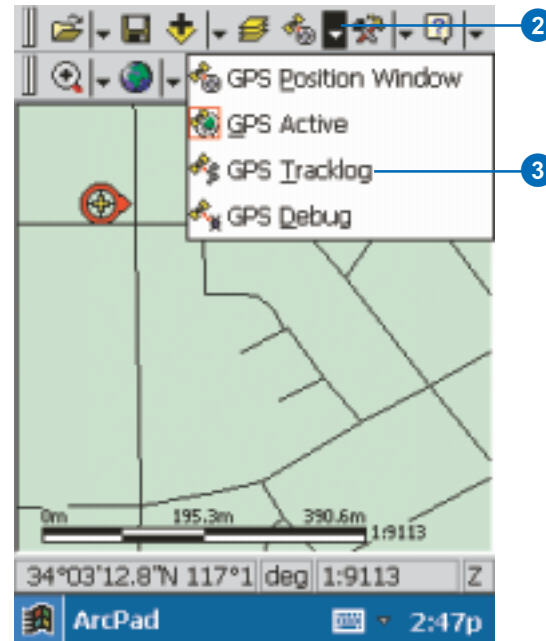 2
GPS Position Window
GPS Active
GPS Tracklog
3
GPS Debug
0m 195.3m 390.6m
1:9113
34°03'12.8"N 117°1 deg 1:9113 Z
ArcPad 2:47p